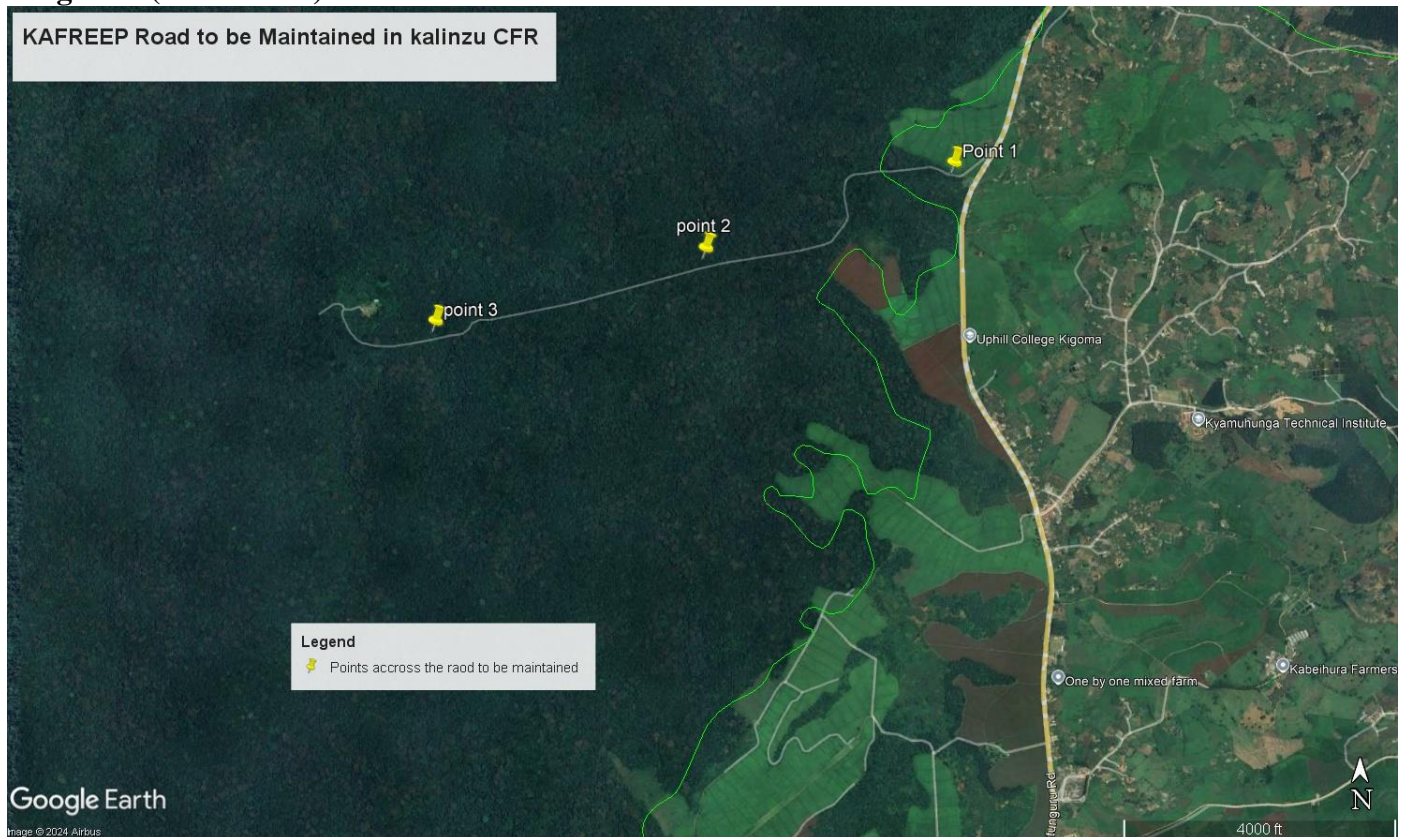 KAFREEP Road to be Maintained in kalinzu CFR
Point 1
point 2
point 3
Uphill College Kigoma
Kyamuhunga Technical Institute
Legend
Points accross the raod to be maintained
Kabeihura Farmers
One by one mixed farm
Google Earth
N
4000 ft
mage © 2024 Airbus